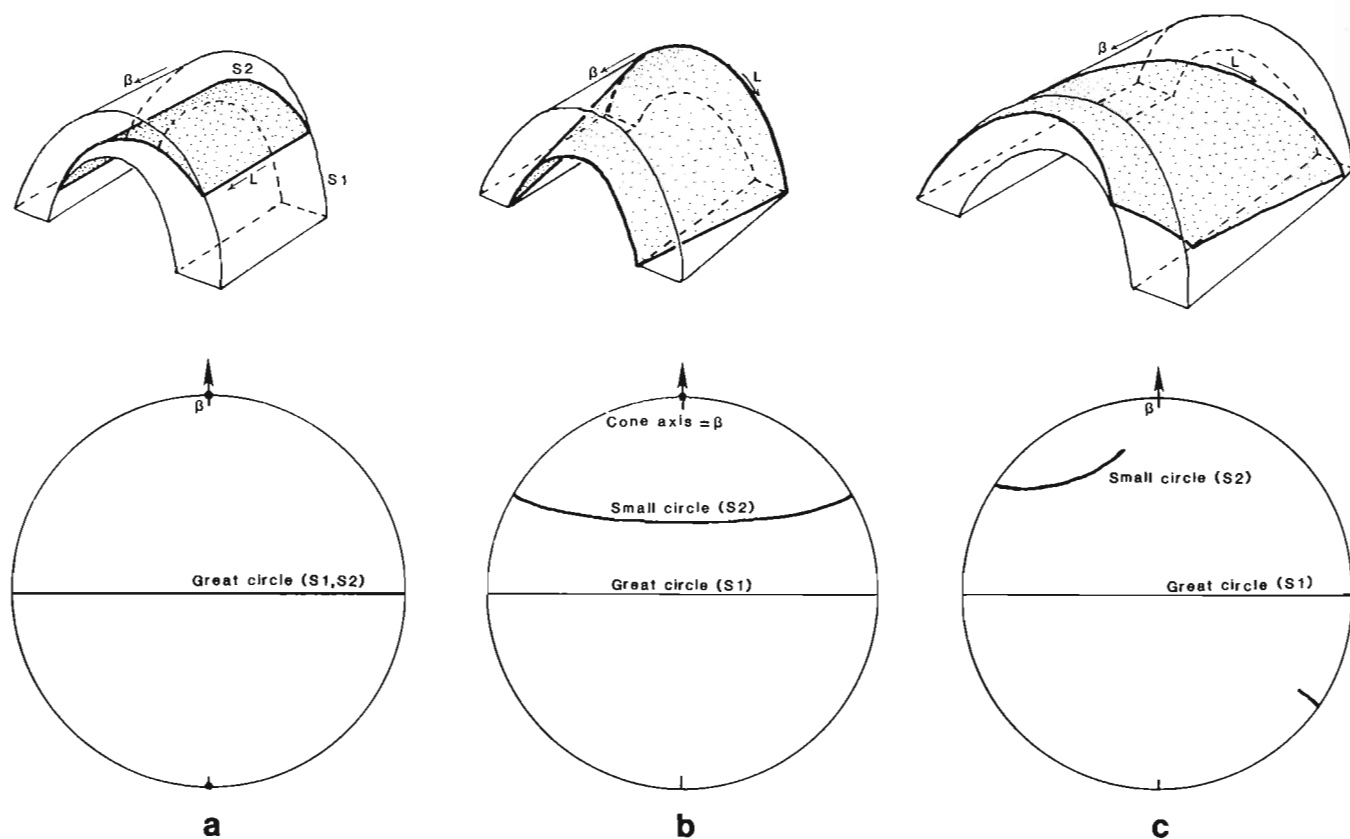 β
S2
L
S1
β
L
β
L
β
Great circle (S1,S2)
Cone axis = β
Small circle (S2)
Great circle (S1)
β
Small circle (S2)
Great circle (S1)
a
b
c